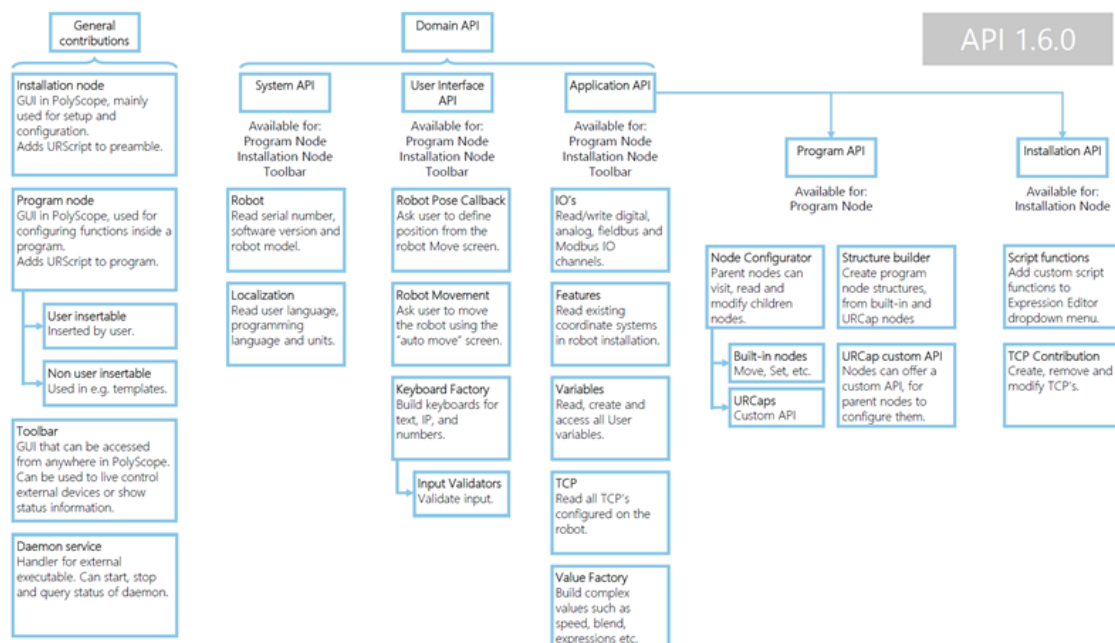 General
contributions
Domain API
API 1.6.0
Installation node
GUI in PolyScope, mainly
used for setup and
configuration.
Adds URScript to preamble.
Program node
GUI in PolyScope, used for
configuring functions inside a
program.
Adds URScript to program.
User insertable
Inserted by user.
Non user insertable
Used in e.g. templates.
Toolbar
GUI that can be accessed
from anywhere in PolyScope.
Can be used to live control
external devices or show
status information.
Daemon service
Handler for external
executable. Can start, stop
and query status of daemon.
System API
Available for:
Program Node
Installation Node
Toolbar
Robot
Read serial number,
software version and
robot model.
Localization
Read user language,
programming
language and units.
User Interface
API
Available for:
Program Node
Installation Node
Toolbar
Robot Pose Callback
Ask user to define
position from the
robot Move screen.
Robot Movement
Ask user to move
the robot using the
"auto move" screen.
Keyboard Factory
Build keyboards for
text, IP, and
numbers.
Input Validators
Validate input.
Application API
Available for:
Program Node
Installation Node
Toolbar
IO's
Read/write digital,
analog, fieldbus and
Modbus IO
channels.
Features
Read existing
coordinate systems
in robot installation.
Variables
Read, create and
access all User
variables.
TCP
Read all TCP's
configured on the
robot.
Value Factory
Build complex
values such as
speed, blend,
expressions etc.
Program API
Available for:
Program Node
Node Configurator
Parent nodes can
visit, read and
modify children
nodes.
Built-in nodes
Move, Set, etc.
URCaps
Custom API
Structure builder
Create program
node structures,
from built-in and
URCap nodes
URCap custom API
Nodes can offer a
custom API, for
parent nodes to
configure them.
Installation API
Available for:
Installation Node
Script functions
Add custom script
functions to
Expression Editor
dropdown menu.
TCP Contribution
Create, remove and
modify TCP's.